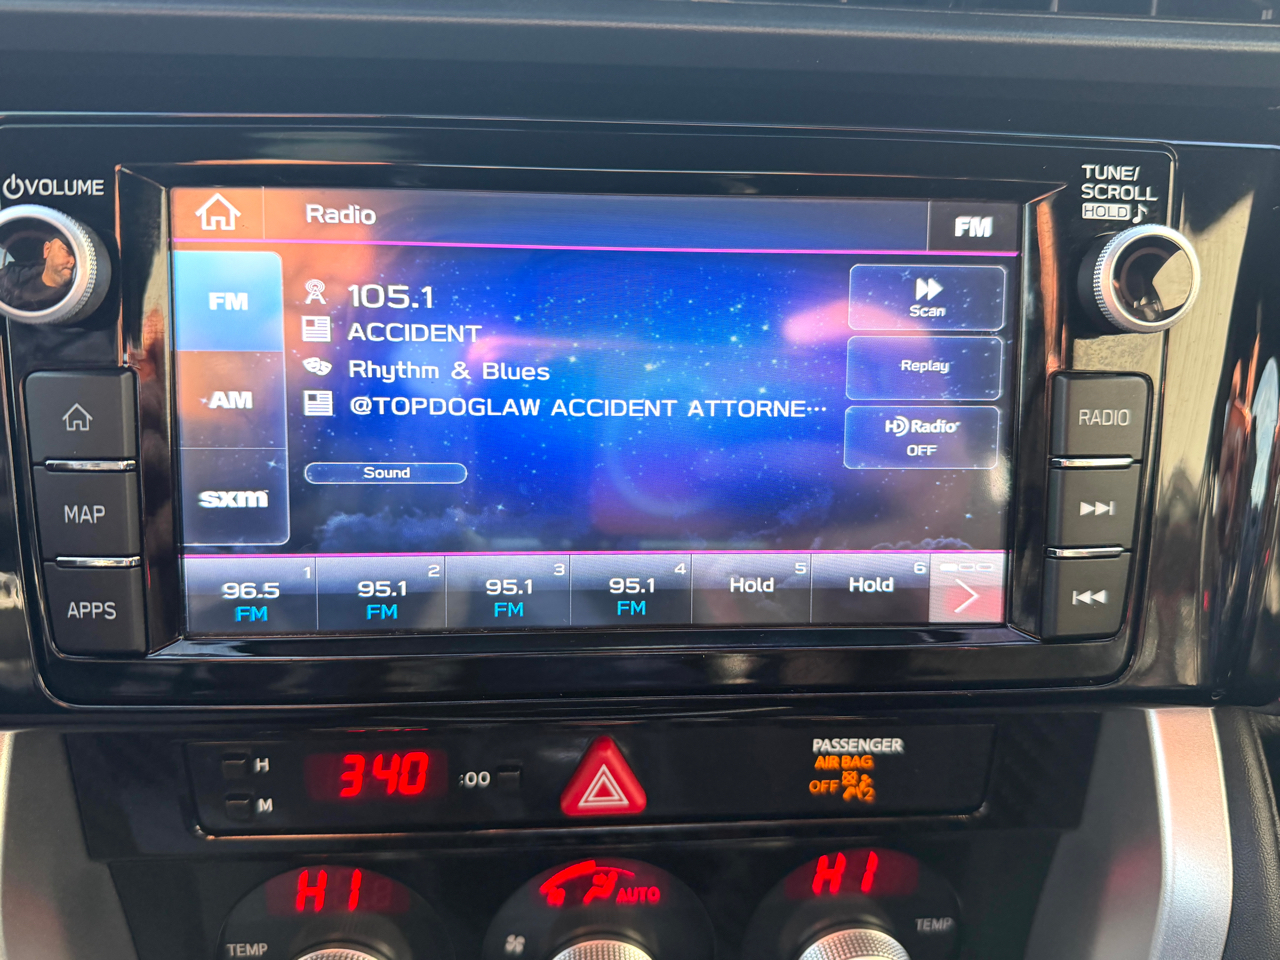 VOLUME
TUNE/
SCROLL
HOLD
Radio
FM
FM
105.1
Scan
ACCIDENT
Rhythm & Blues
Replay
AM
@TOPDOGLAW ACCIDENT ATTORNE...
HD Radio
OFF
RADIO
Sound
sxm
MAP
APPS
1
96.5
FM
2
95.1
FM
3
95.1
FM
4
95.1
FM
5
Hold
6
Hold
H
M
340
:00
PASSENGER
AIR BAG
OFF
2
HI
AUTO
HI
TEMP
TEMP